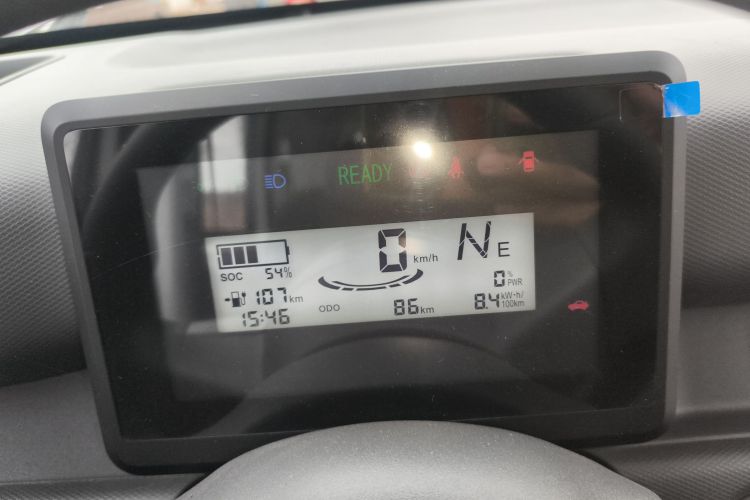 READY
0 km/h N E
SOC 54%
0 % PWR
107 km
ODO 86 km 8.4 kW·h/100km
15:46